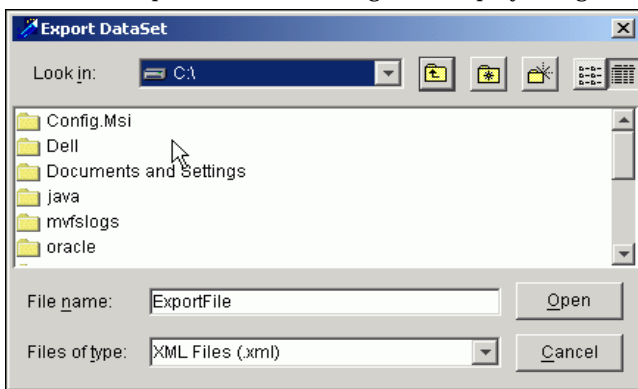 Export DataSet
Look in: C:\
Config.Msi
Dell
Documents and Settings
java
mvfslogs
oracle
File name: ExportFile Open
Files of type: XML Files (.xml) Cancel